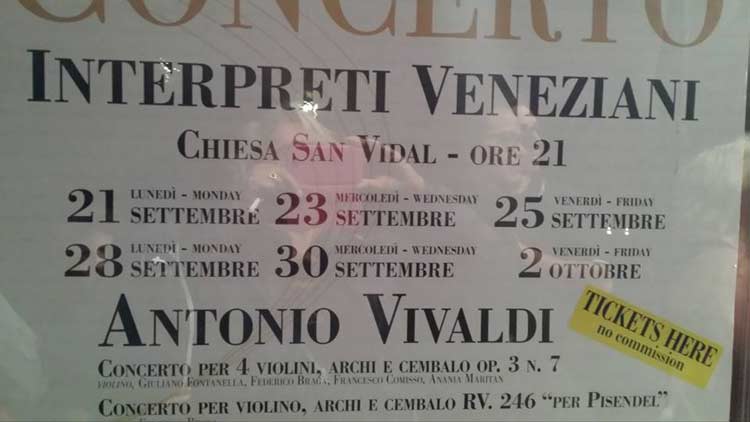 CONCERTO
INTERPRETI VENEZIANI
CHIESA SAN VIDAL - ORE 21
21 LUNEDÌ - MONDAY SETTEMBRE 23 MERCOLEDÌ - WEDNESDAY SETTEMBRE 25 VENERDÌ - FRIDAY SETTEMBRE
28 LUNEDÌ - MONDAY SETTEMBRE 30 MERCOLEDÌ - WEDNESDAY SETTEMBRE 2 VENERDÌ - FRIDAY OTTOBRE
ANTONIO VIVALDI
TICKETS HERE
no commission
CONCERTO PER 4 VIOLINI, ARCHI E CEMBALO OP. 3 N. 7
VIOLINO, GIULIANO FONTANELLA, FEDERICO BRAGA, FRANCESCO COMISSO, ANANIA MARITAN
CONCERTO PER VIOLINO, ARCHI E CEMBALO RV. 246 "PER PISENDEL"